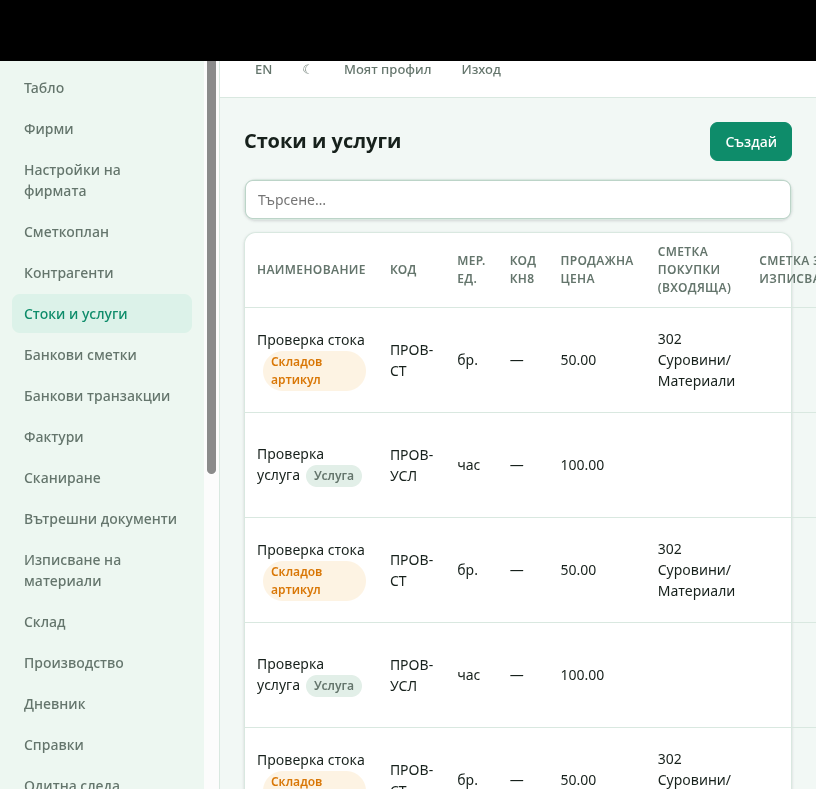 EN ☾ Моят профил Изход
Табло
Фирми
Настройки на
фирмата
Сметкоплан
Контрагенти
Стоки и услуги
Банкови сметки
Банкови транзакции
Фактури
Сканиране
Вътрешни документи
Изписване на
материали
Склад
Производство
Дневник
Справки
Одитна следа
Стоки и услуги
Създай
Търсене...
НАИМЕНОВАНИЕ
КОД
МЕР.
ЕД.
КОД
КН8
ПРОДАЖНА
ЦЕНА
СМЕТКА
ПОКУПКИ
(ВХОДЯЩА)
СМЕТКА
Проверка стока
Складов
артикул
ПРОВ-
СТ
бр.
—
50.00
302
Суровини/
Материали
Проверка
услуга Услуга
ПРОВ-
УСЛ
час
—
100.00
Проверка стока
Складов
артикул
ПРОВ-
СТ
бр.
—
50.00
302
Суровини/
Материали
Проверка
услуга Услуга
ПРОВ-
УСЛ
час
—
100.00
Проверка стока
Складов
ПРОВ-
СТ
бр.
—
50.00
302
Суровини/